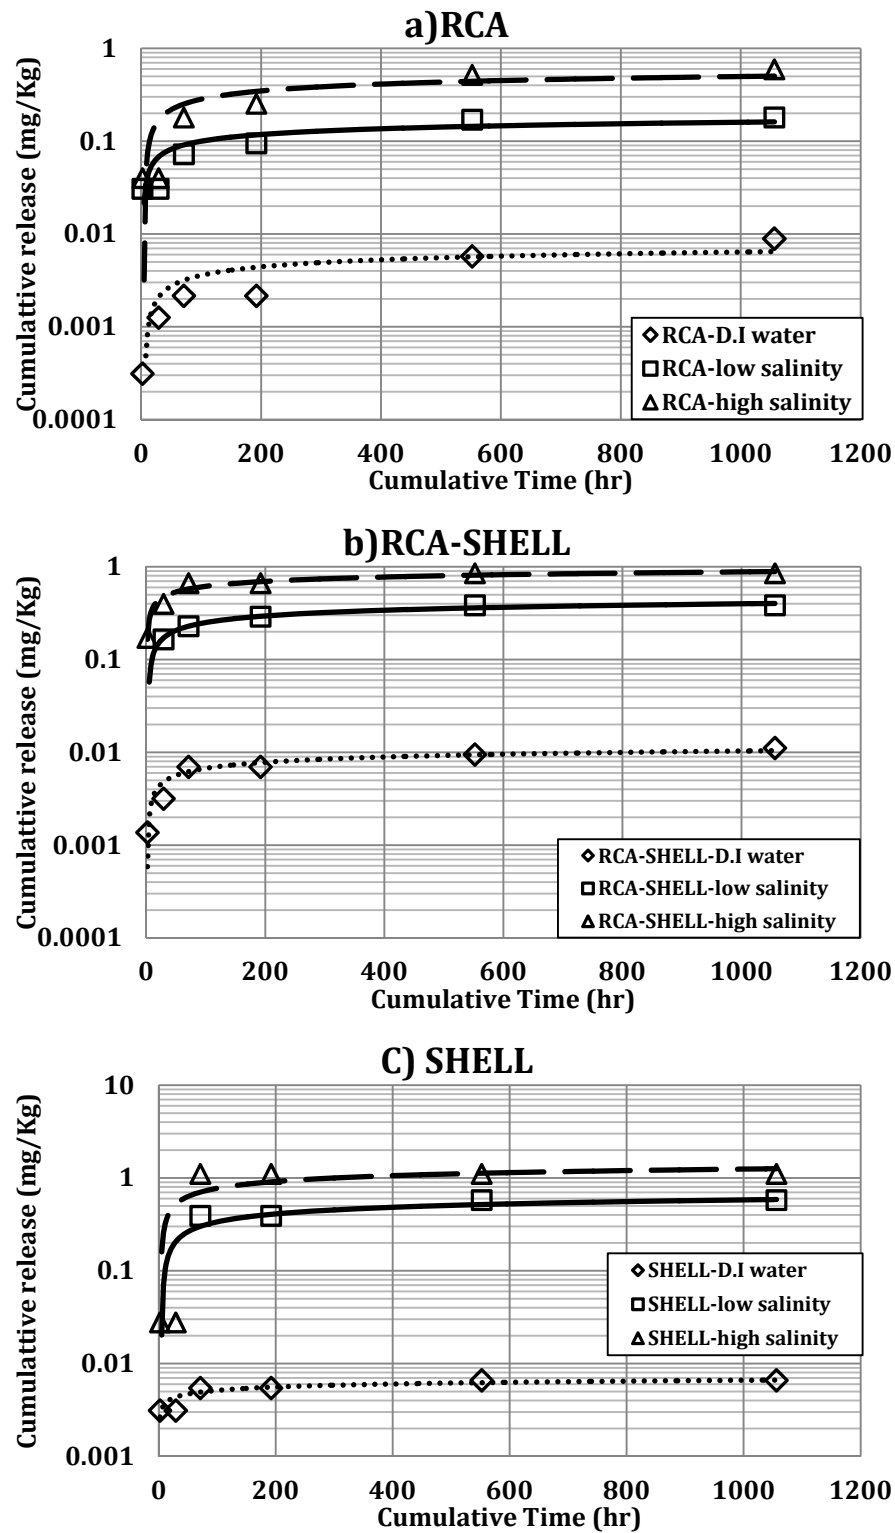 a)RCA
Cumulattive release (mg/Kg)
1
0.1
0.01
0.001
0.0001
RCA-D.I water
RCA-low salinity
RCA-high salinity
0 200 400 600 800 1000 1200
Cumulative Time (hr)
b)RCA-SHELL
Cumulattive release (mg/Kg)
1
0.1
0.01
0.001
0.0001
RCA-SHELL-D.I water
RCA-SHELL-low salinity
RCA-SHELL-high salinity
0 200 400 600 800 1000 1200
Cumulative Time (hr)
C) SHELL
Cumulattive release (mg/Kg)
10
1
0.1
0.01
0.001
SHELL-D.I water
SHELL-low salinity
SHELL-high salinity
0 200 400 600 800 1000 1200
Cumulative Time (hr)